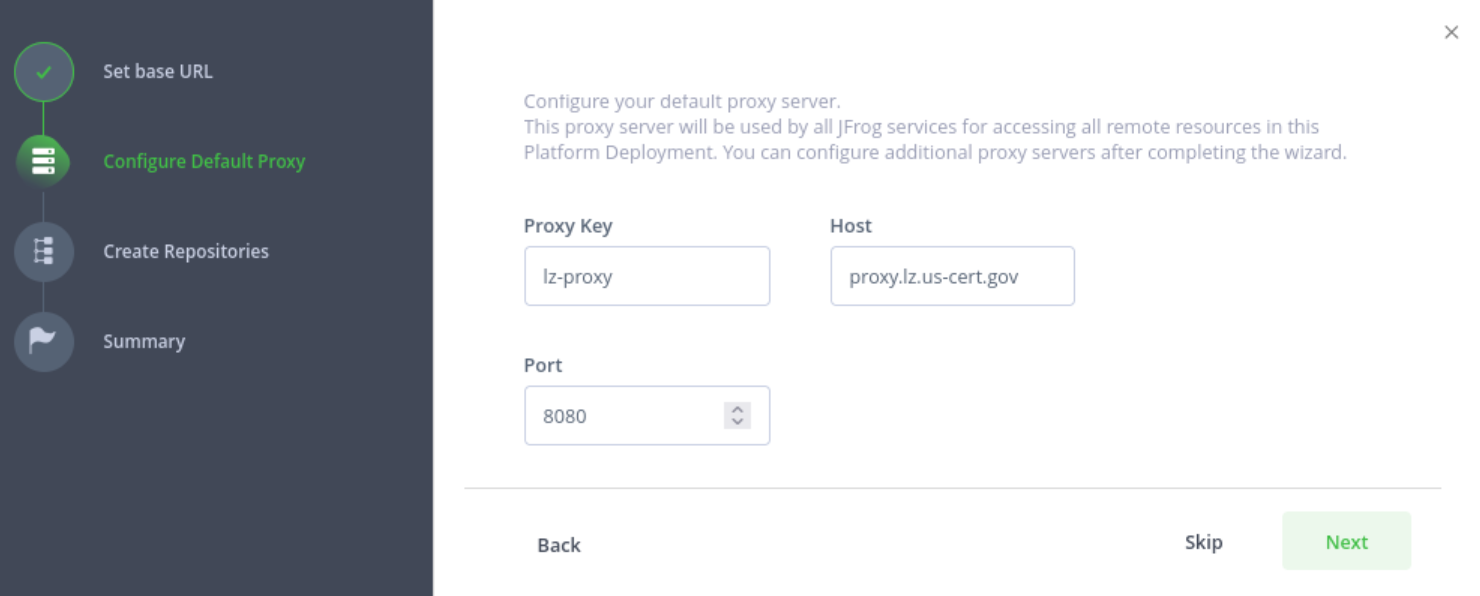 Set base URL
Configure Default Proxy
Create Repositories
Summary
Configure your default proxy server.
This proxy server will be used by all JFrog services for accessing all remote resources in this
Platform Deployment. You can configure additional proxy servers after completing the wizard.
Proxy Key
lz-proxy
Host
proxy.lz.us-cert.gov
Port
8080
Back
Skip
Next